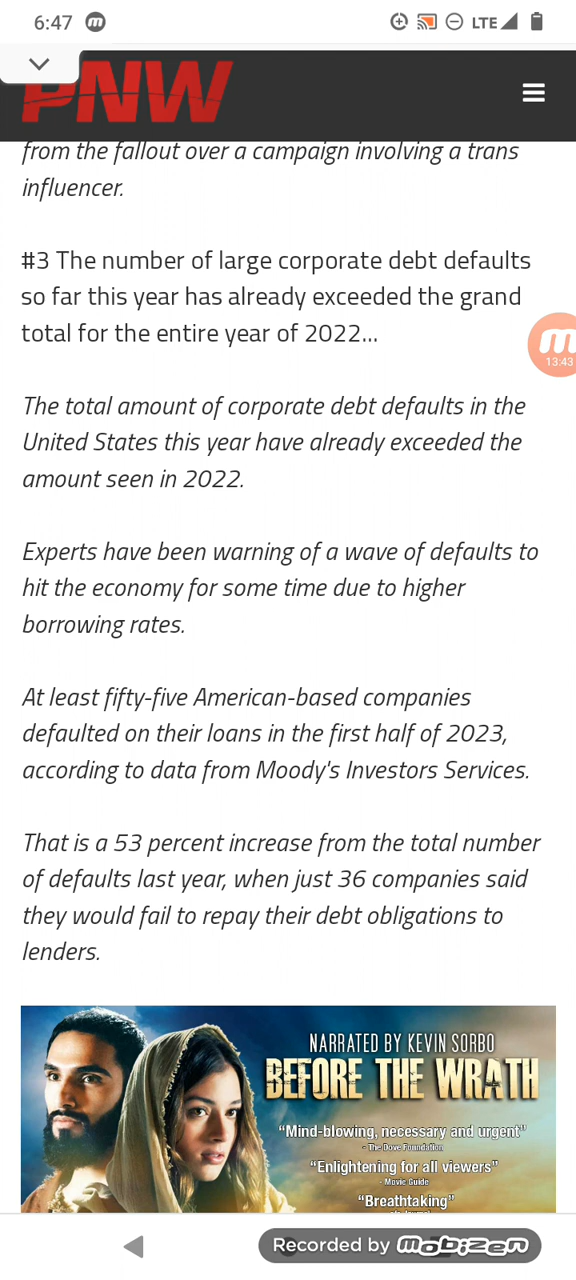 6:47
LTE
PNW
from the fallout over a campaign involving a trans
influencer.
#3 The number of large corporate debt defaults
so far this year has already exceeded the grand
total for the entire year of 2022...
13:43
The total amount of corporate debt defaults in the
United States this year have already exceeded the
amount seen in 2022.
Experts have been warning of a wave of defaults to
hit the economy for some time due to higher
borrowing rates.
At least fifty-five American-based companies
defaulted on their loans in the first half of 2023,
according to data from Moody's Investors Services.
That is a 53 percent increase from the total number
of defaults last year, when just 36 companies said
they would fail to repay their debt obligations to
lenders.
NARRATED BY KEVIN SORBO
BEFORE THE WRATH
“Mind-blowing, necessary and urgent”
- The Dove Foundation
“Enlightening for all viewers”
- Movie Guide
“Breathtaking”
Recorded by mobizen